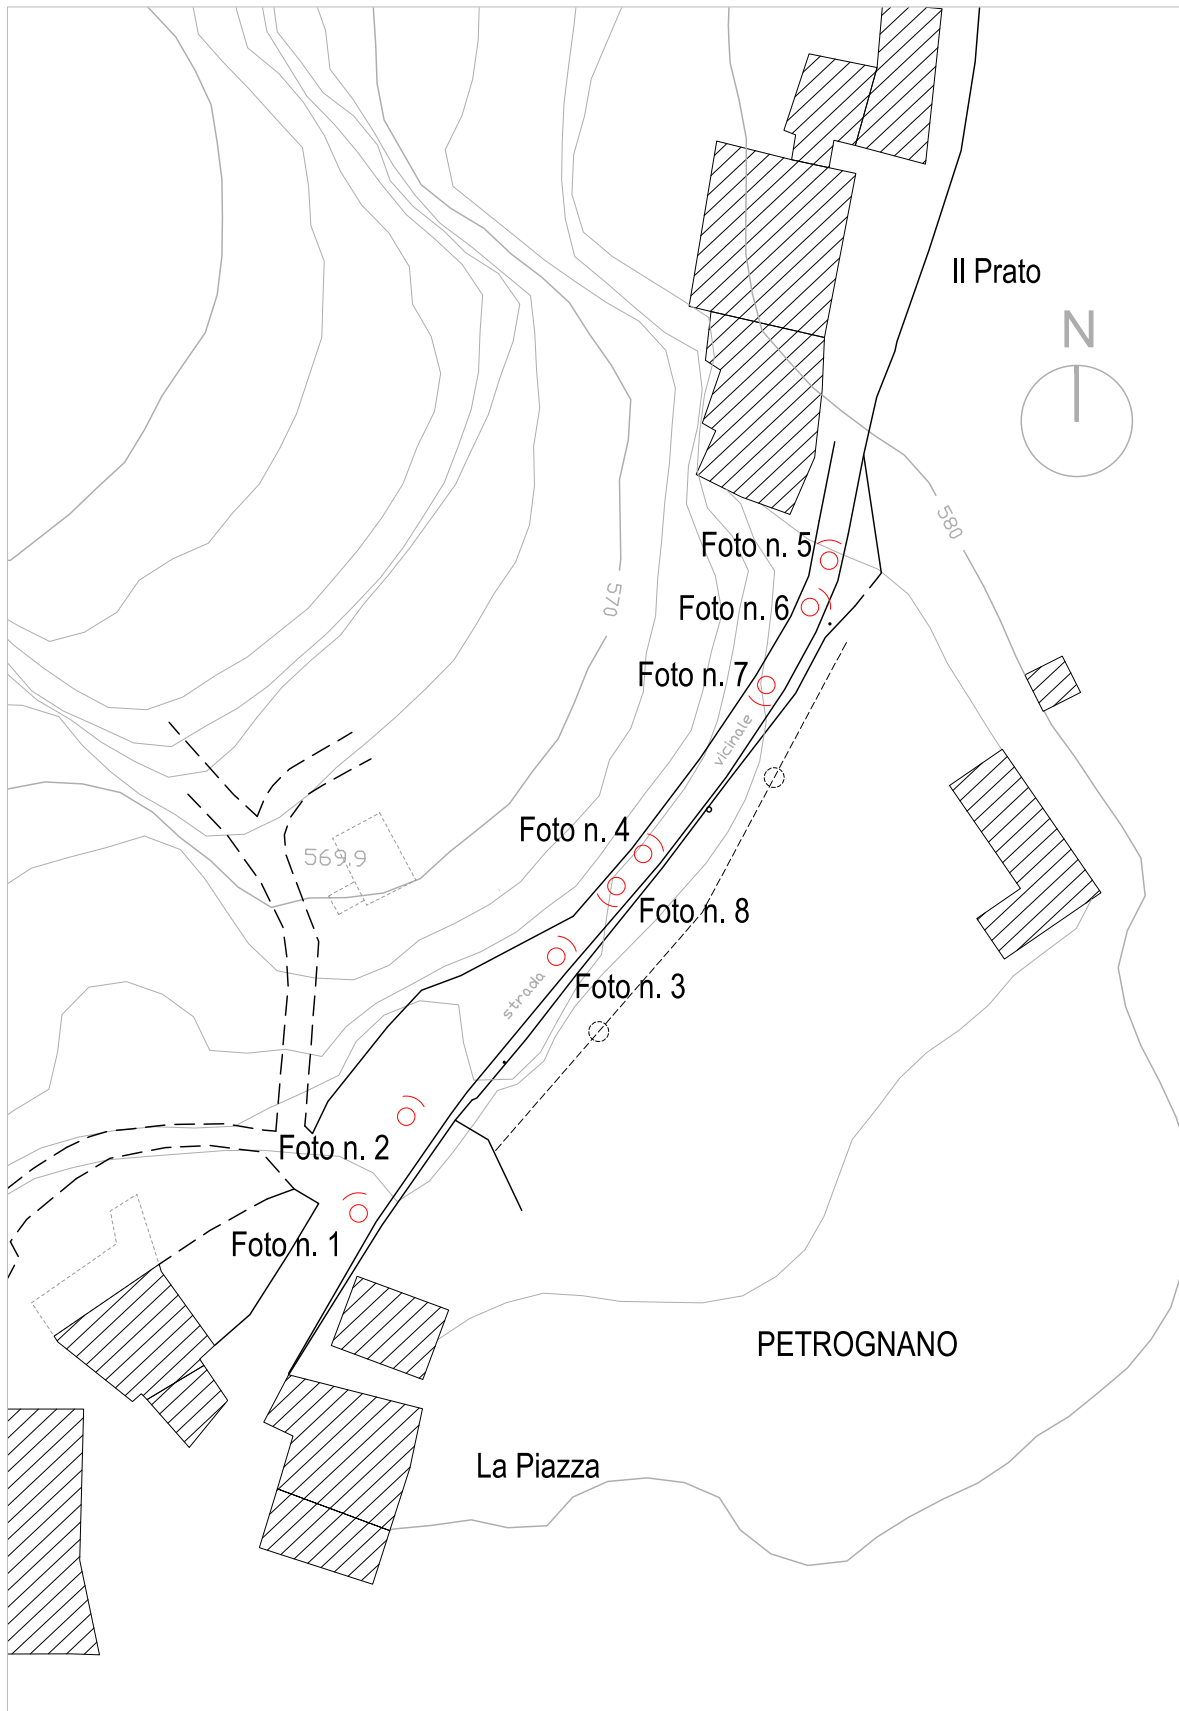 Il Prato
N
580
Foto n. 5
570
Foto n. 6
Foto n. 7
vicinale
Foto n. 4
569.9
Foto n. 8
strada
Foto n. 3
Foto n. 2
Foto n. 1
PETROGNANO
La Piazza